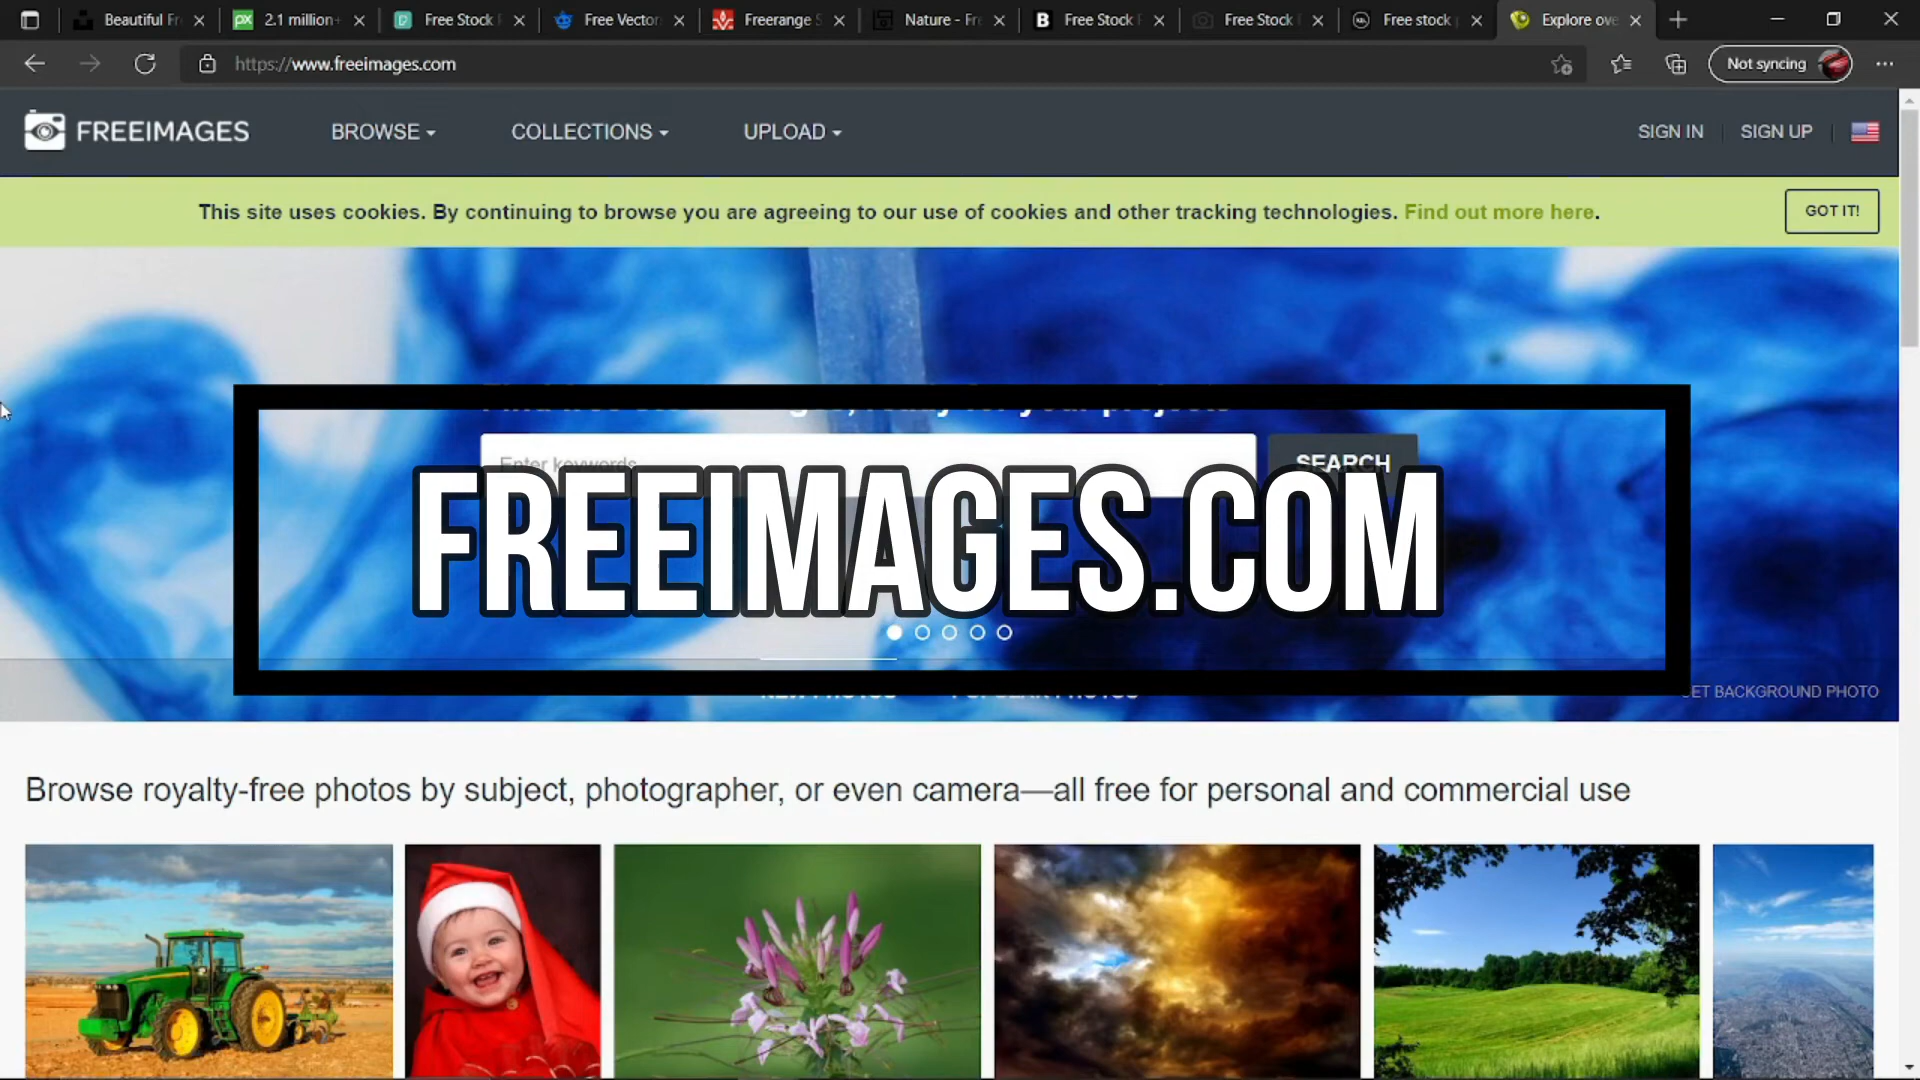 Beautiful Fr
2.1 million+
Free Stock
Free Vector
Freerange S
Nature - Fre
Free Stock
Free Stock
Free stock
Explore ove
https://www.freeimages.com
Not syncing
FREEIMAGES
BROWSE
COLLECTIONS
UPLOAD
SIGN IN
SIGN UP
This site uses cookies. By continuing to browse you are agreeing to our use of cookies and other tracking technologies. Find out more here.
GOT IT!
Enter keywords
SEARCH
FREEIMAGES.COM
ET BACKGROUND PHOTO
Browse royalty-free photos by subject, photographer, or even camera—all free for personal and commercial use